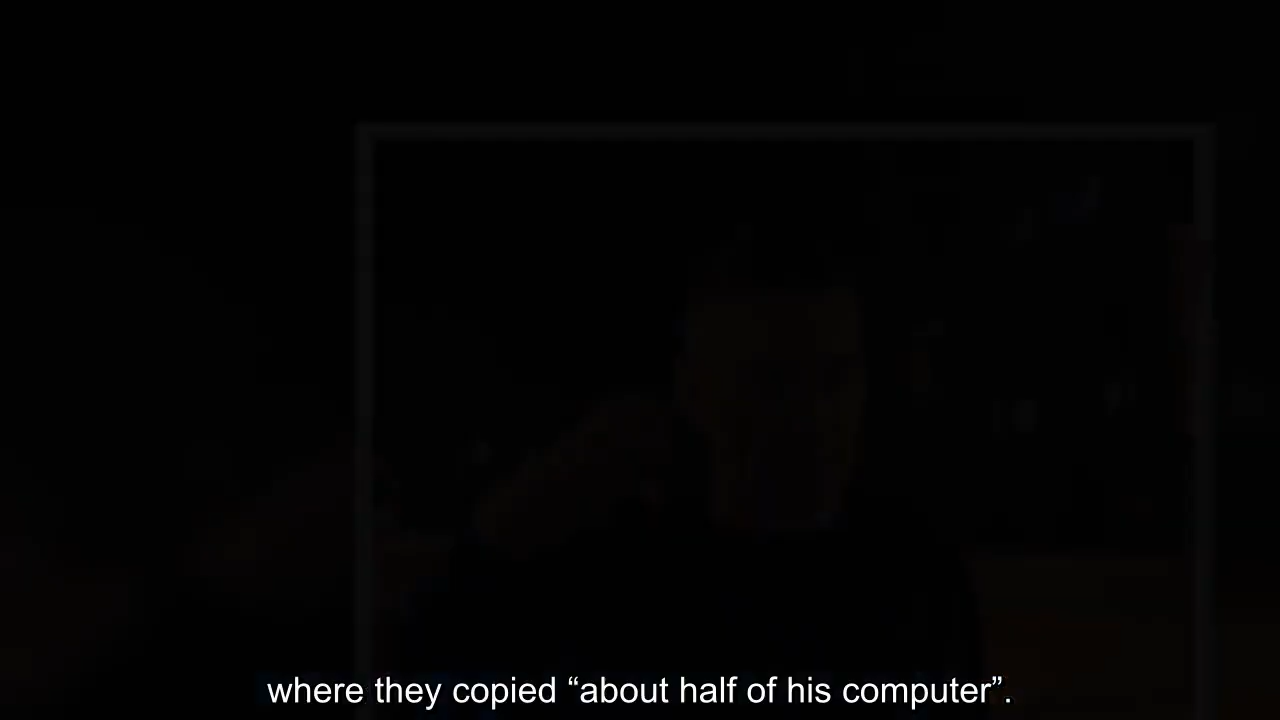 where they copied “about half of his computer”.